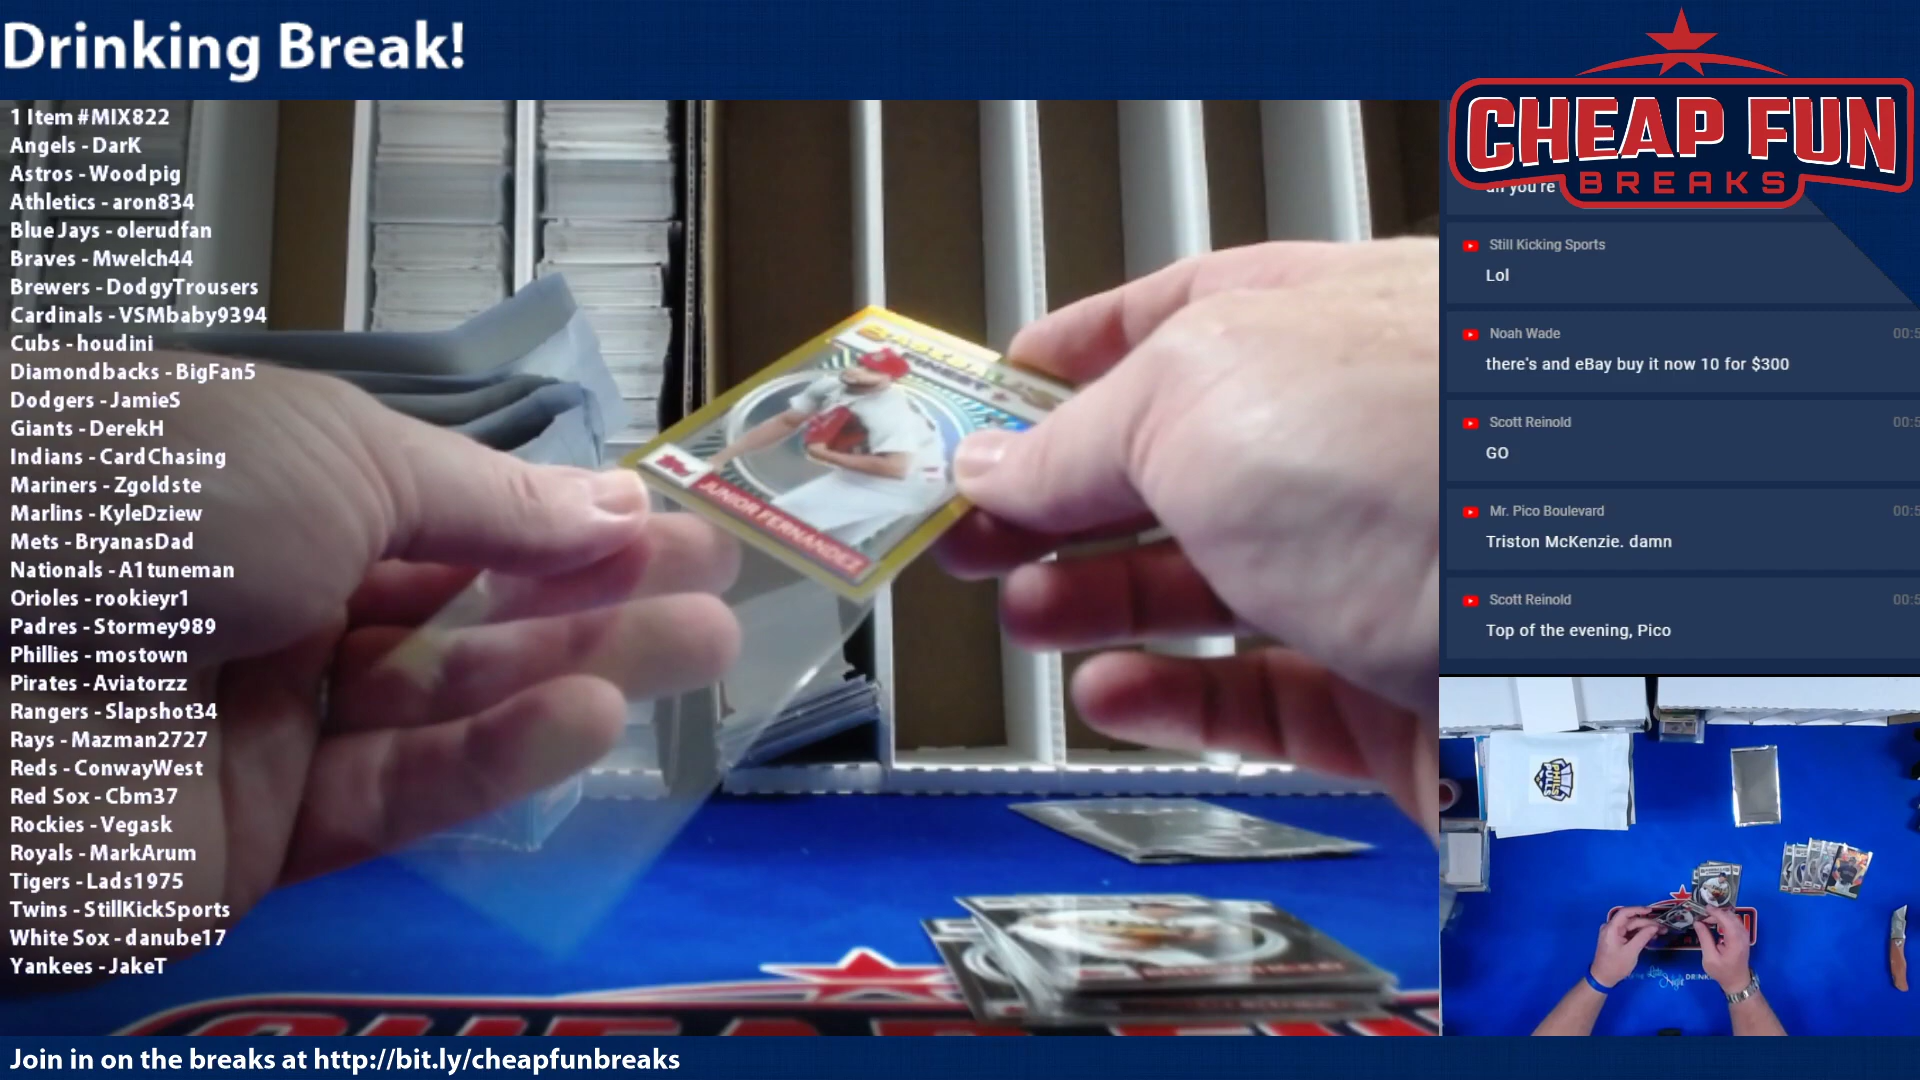 Drinking Break!
1 Item #MIX822
Angels - DarK
Astros - Woodpig
Athletics - aron834
Blue Jays - olerudfan
Braves - Mwelch44
Brewers - DodgyTrousers
Cardinals - VSMbaby9394
Cubs - houdini
Diamondbacks - BigFan5
Dodgers - JamieS
Giants - DerekH
Indians - CardChasing
Mariners - Zgoldste
Marlins - KyleDziew
Mets - BryanasDad
Nationals - A1tuneman
Orioles - rookieyr1
Padres - Stormey989
Phillies - mostown
Pirates - Aviatorzz
Rangers - Slapshot34
Rays - Mazman2727
Reds - ConwayWest
Red Sox - Cbm37
Rockies - Vegask
Royals - MarkArum
Tigers - Lads1975
Twins - StillKickSports
White Sox - danube17
Yankees - JakeT
Topps
JUNIOR FERNANDEZ
CHEAP FUN
BREAKS
you're
Still Kicking Sports
Lol
Noah Wade
there's and eBay buy it now 10 for $300
Scott Reinold
GO
Mr. Pico Boulevard
Triston McKenzie. damn
Scott Reinold
Top of the evening, Pico
PHILS
PULLS
Join in on the breaks at http://bit.ly/cheapfunbreaks